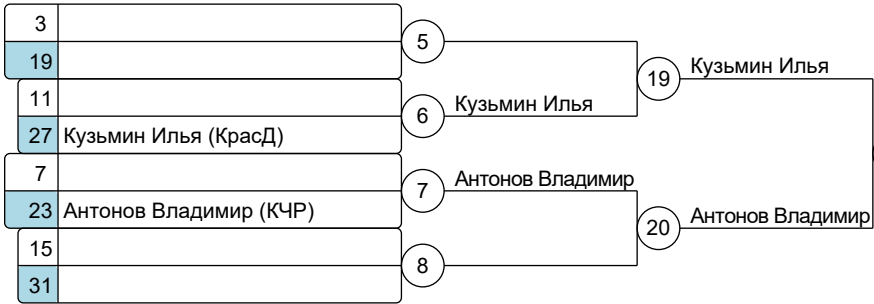 3
5
19
Кузьмин Илья
19
11
6
Кузьмин Илья
27
Кузьмин Илья (КрасД)
7
7
Антонов Владимир
23
Антонов Владимир (КЧР)
20
Антонов Владимир
15
8
31